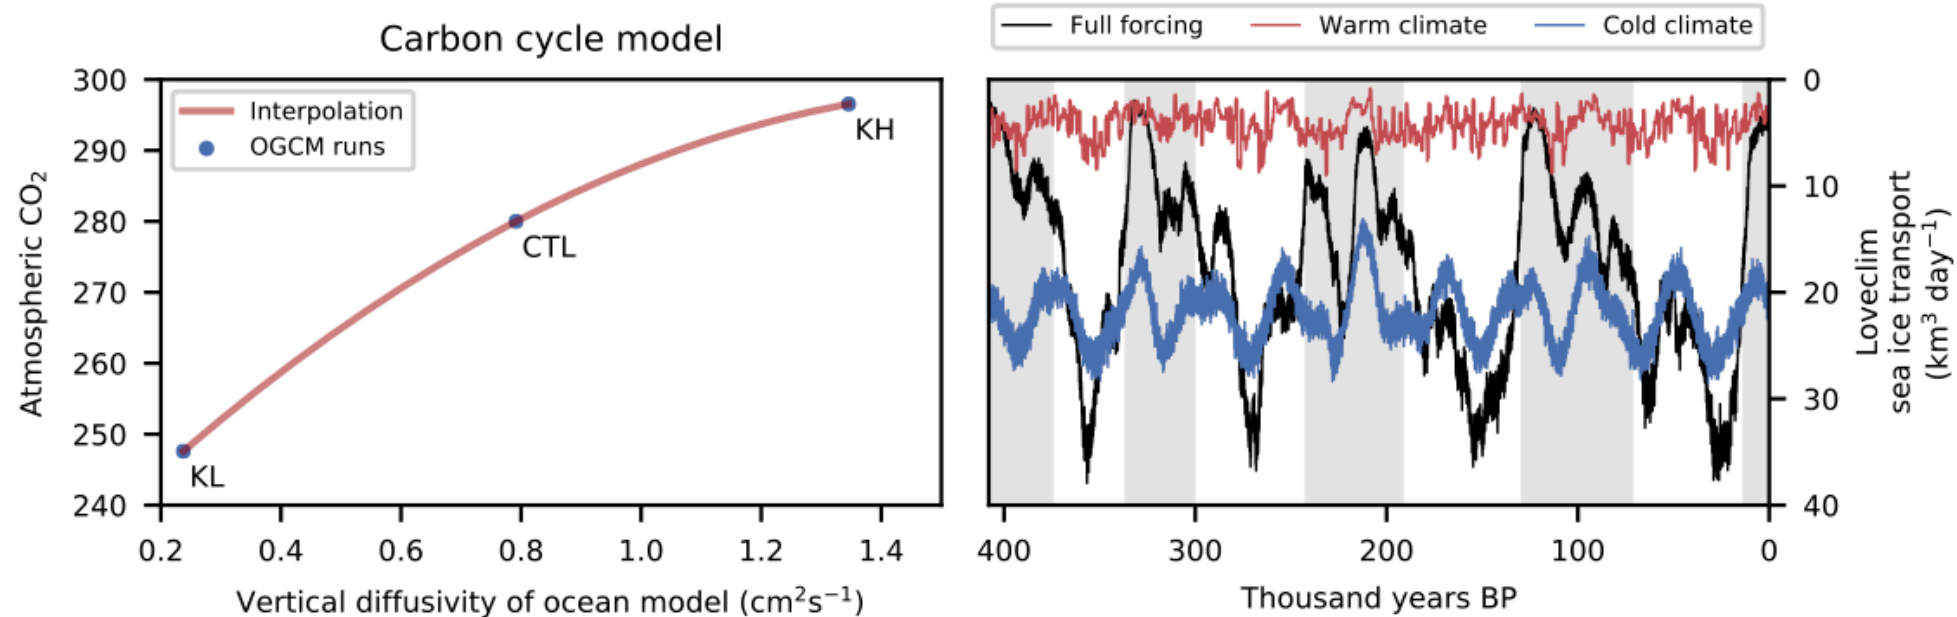 Carbon cycle model
Interpolation
OGCM runs
KH
CTL
KL
300
290
280
270
260
250
240
Atmospheric CO₂
0.2 0.4 0.6 0.8 1.0 1.2 1.4
Vertical diffusivity of ocean model (cm²s⁻¹)
Full forcing Warm climate Cold climate
0
10
20
30
40
Loveclim
sea ice transport
(km³ day⁻¹)
400 300 200 100 0
Thousand years BP